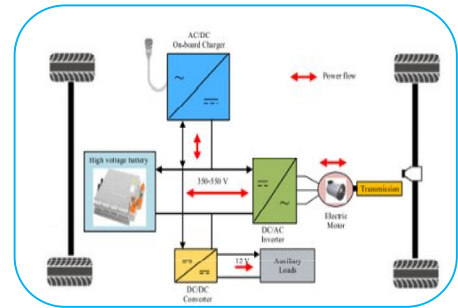 AC/DC
On-board Charger
Power flow
High voltage battery
350-550 V
Transmission
DC/AC
Inverter
Electric
Motor
12 V
Auxiliary
Loads
DC/DC
Converter